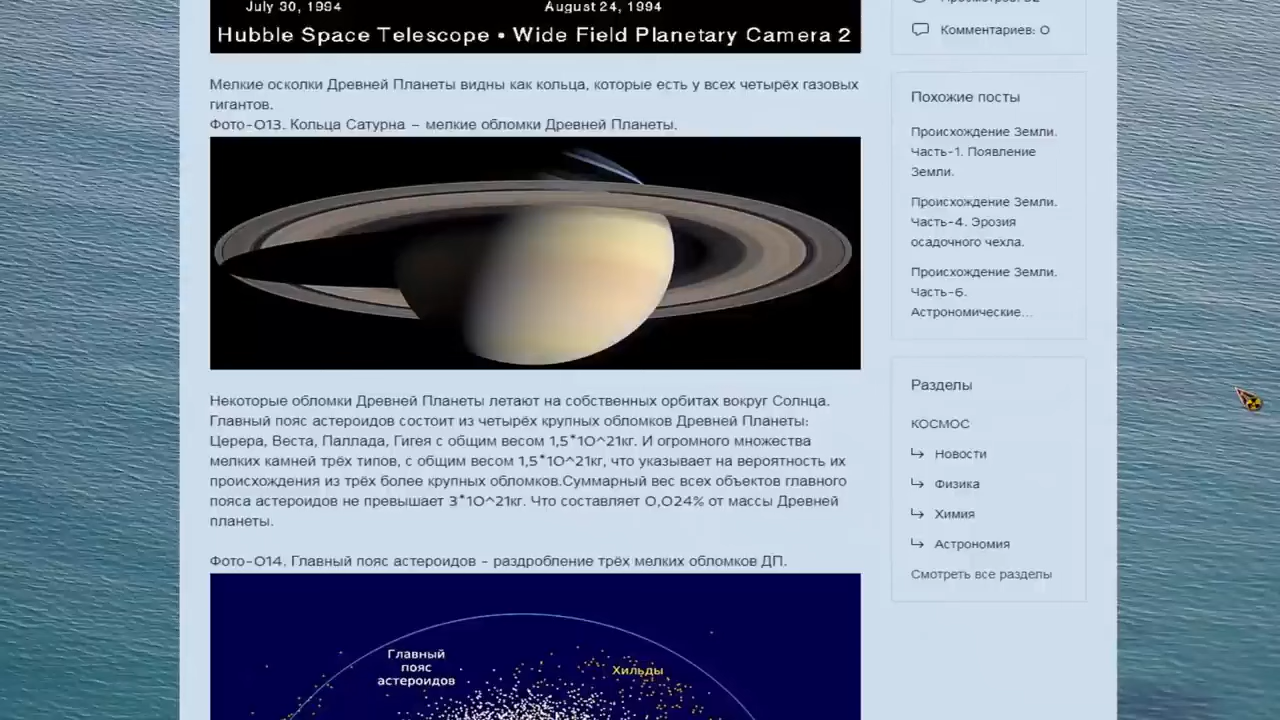 July 30, 1994
August 24, 1994
Hubble Space Telescope • Wide Field Planetary Camera 2
Мелкие осколки Древней Планеты видны как кольца, которые есть у всех четырёх газовых
гигантов.
Фото-013. Кольца Сатурна – мелкие обломки Древней Планеты.
Некоторые обломки Древней Планеты летают на собственных орбитах вокруг Солнца.
Главный пояс астероидов состоит из четырёх крупных обломков Древней Планеты:
Церера, Веста, Паллада, Гигея с общим весом 1,5*10^21кг. И огромного множества
мелких камней трёх типов, с общим весом 1,5*10^21кг, что указывает на вероятность их
происхождения из трёх более крупных обломков.Суммарный вес всех объектов главного
пояса астероидов не превышает 3*10^21кг. Что составляет 0,024% от массы Древней
планеты.
Фото-014. Главный пояс астероидов - раздробление трёх мелких обломков ДП.
Главный
пояс
астероидов
Хильды
Комментариев: 0
Похожие посты
Происхождение Земли.
Часть-1. Появление
Земли.
Происхождение Земли.
Часть-4. Эрозия
осадочного чехла.
Происхождение Земли.
Часть-6.
Астрономические...
Разделы
КОСМОС
Новости
Физика
Химия
Астрономия
Смотреть все разделы